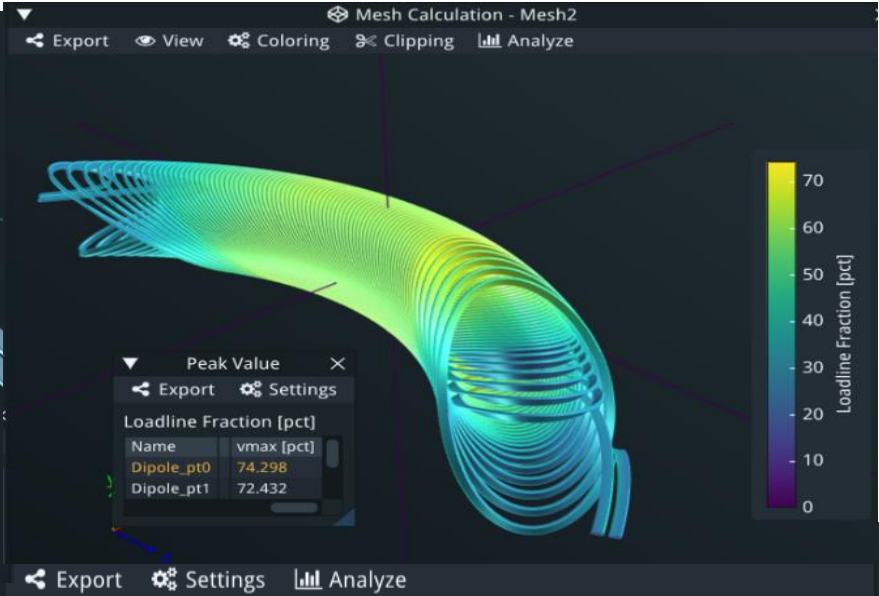 Mesh Calculation - Mesh2
Export View Coloring Clipping Analyze
70
60
50
40
30
20
10
0
Loadline Fraction [pct]
Peak Value
Export Settings
Loadline Fraction [pct]
Name vmax [pct]
Dipole_pt0 74.298
Dipole_pt1 72.432
y
Export Settings Analyze